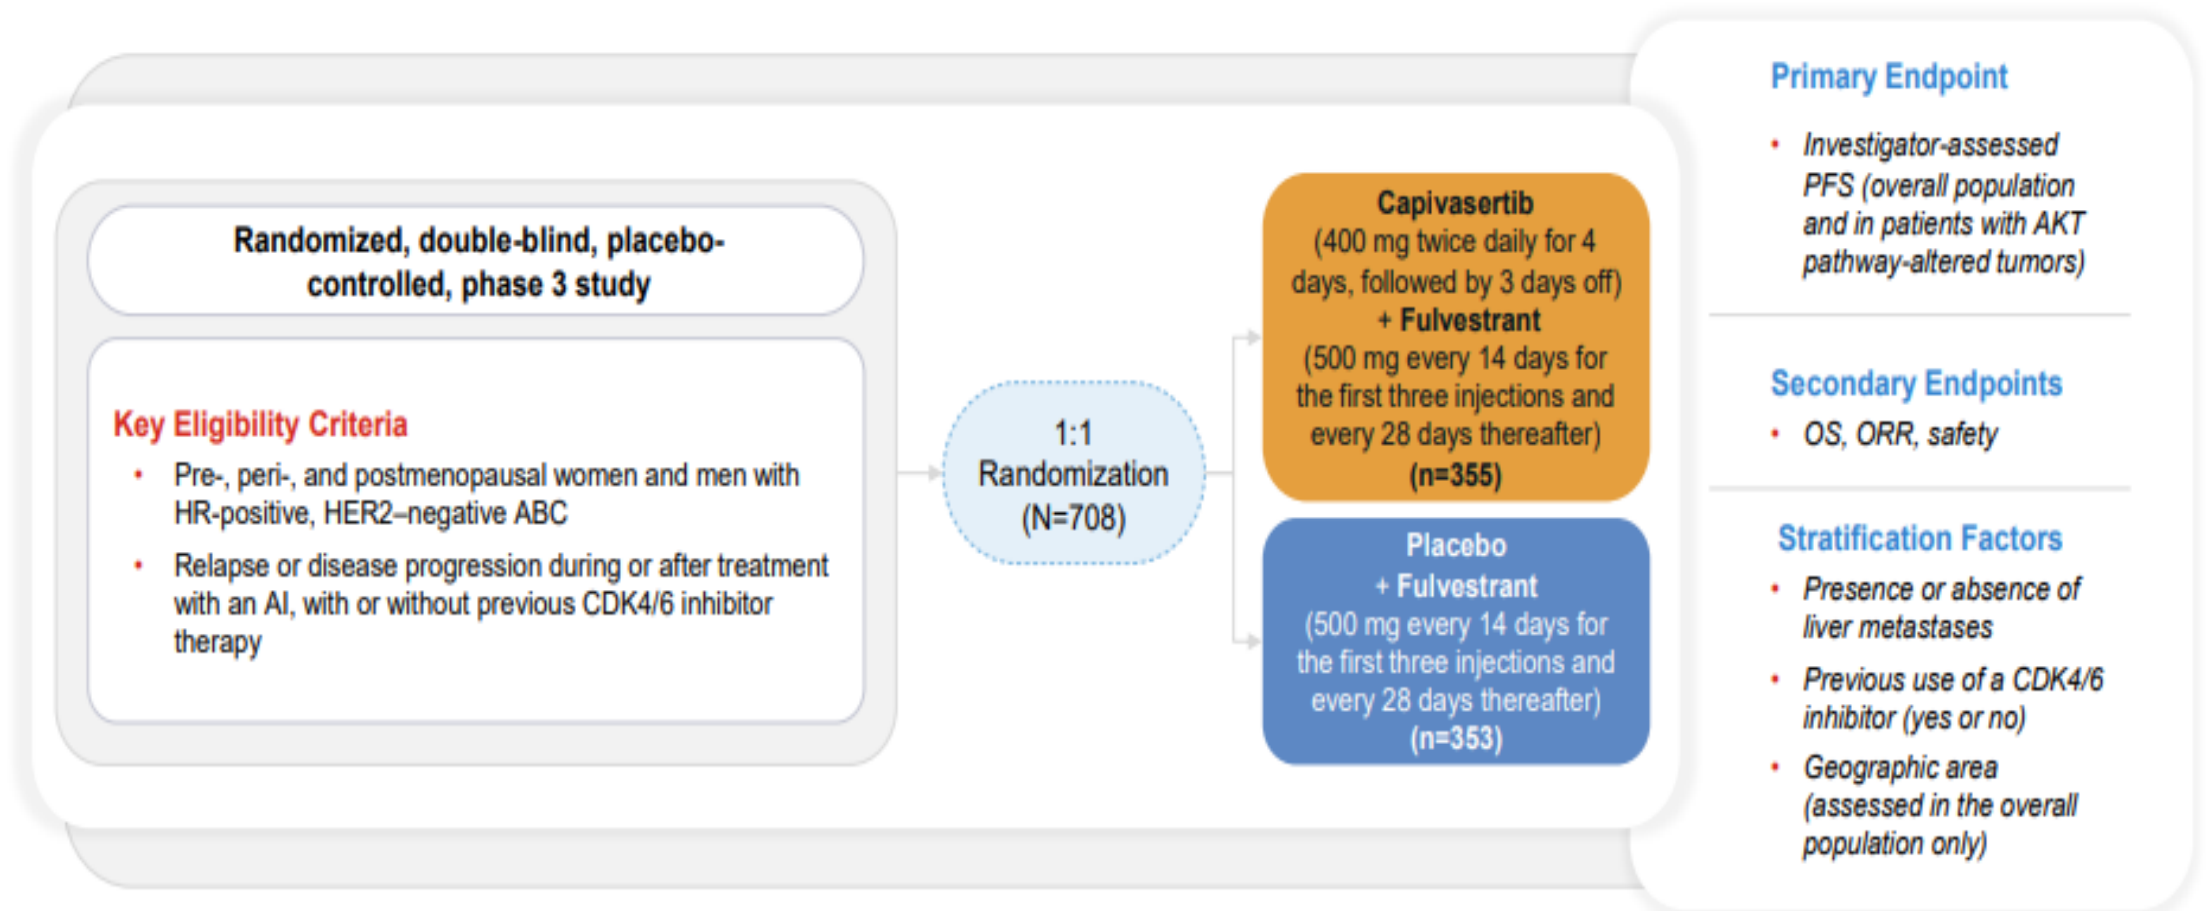 Randomized, double-blind, placebo-
controlled, phase 3 study
Key Eligibility Criteria
• Pre-, peri-, and postmenopausal women and men with
HR-positive, HER2–negative ABC
• Relapse or disease progression during or after treatment
with an AI, with or without previous CDK4/6 inhibitor
therapy
1:1
Randomization
(N=708)
Capivasertib
(400 mg twice daily for 4
days, followed by 3 days off)
+ Fulvestrant
(500 mg every 14 days for
the first three injections and
every 28 days thereafter)
(n=355)
Placebo
+ Fulvestrant
(500 mg every 14 days for
the first three injections and
every 28 days thereafter)
(n=353)
Primary Endpoint
• Investigator-assessed
PFS (overall population
and in patients with AKT
pathway-altered tumors)
Secondary Endpoints
• OS, ORR, safety
Stratification Factors
• Presence or absence of
liver metastases
• Previous use of a CDK4/6
inhibitor (yes or no)
• Geographic area
(assessed in the overall
population only)